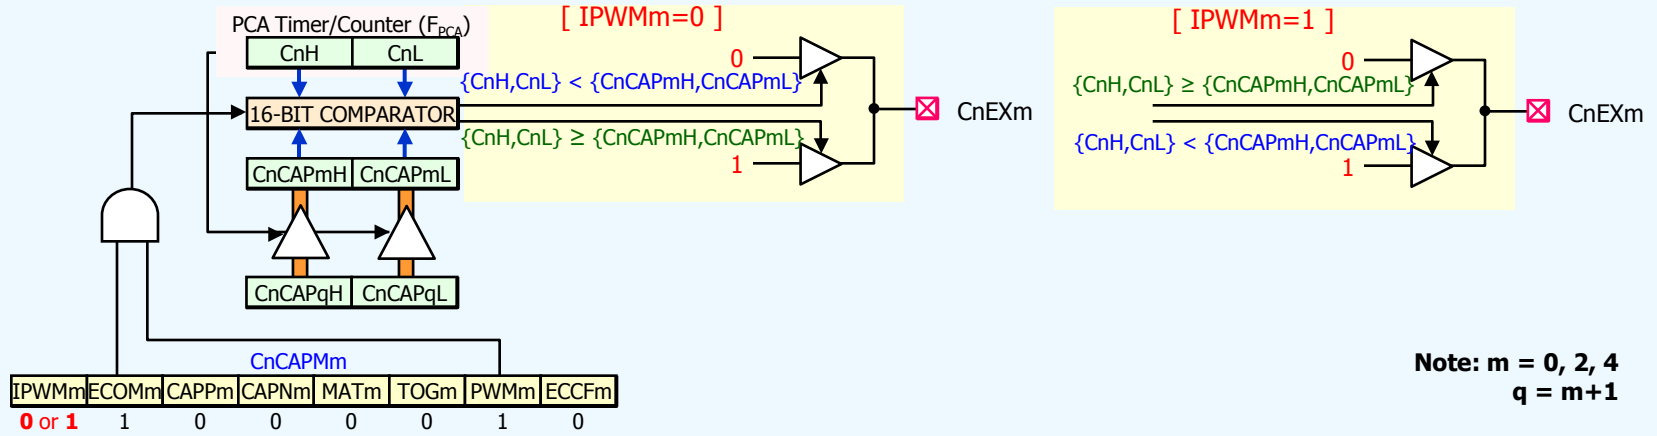 PCA Timer/Counter (FPCA)
CnH CnL
16-BIT COMPARATOR
CnCAPmH CnCAPmL
CnCAPqH CnCAPqL
[ IPWMm=0 ]
0
{CnH,CnL} < {CnCAPmH,CnCAPmL}
{CnH,CnL} ≥ {CnCAPmH,CnCAPmL}
1
CnEXm
[ IPWMm=1 ]
0
{CnH,CnL} ≥ {CnCAPmH,CnCAPmL}
{CnH,CnL} < {CnCAPmH,CnCAPmL}
1
CnEXm
CnCAPMm
IPWMm ECOMm CAPPm CAPNm MATm TOGm PWMm ECCFm
0 or 1 1 0 0 0 0 1 0
Note: m = 0, 2, 4
q = m+1